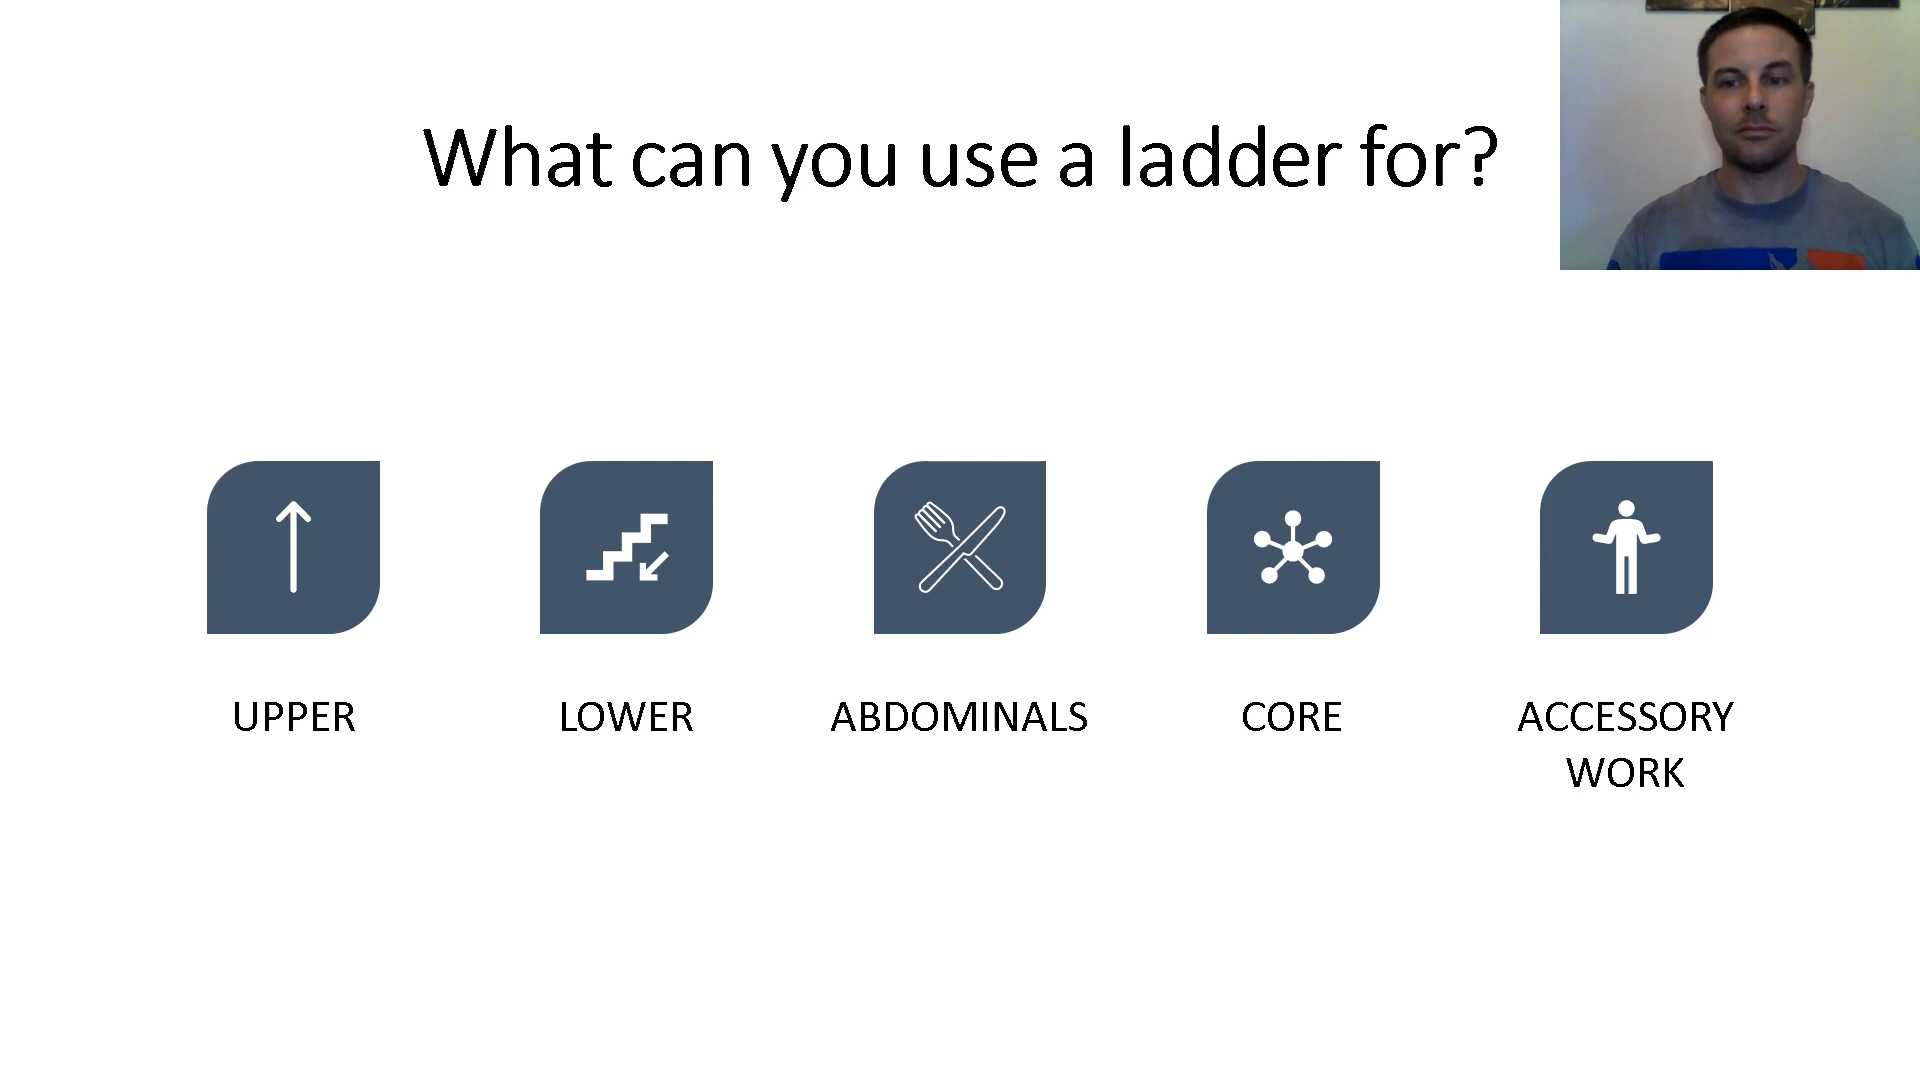 What can you use a ladder for?
UPPER
LOWER
ABDOMINALS
CORE
ACCESSORY
WORK